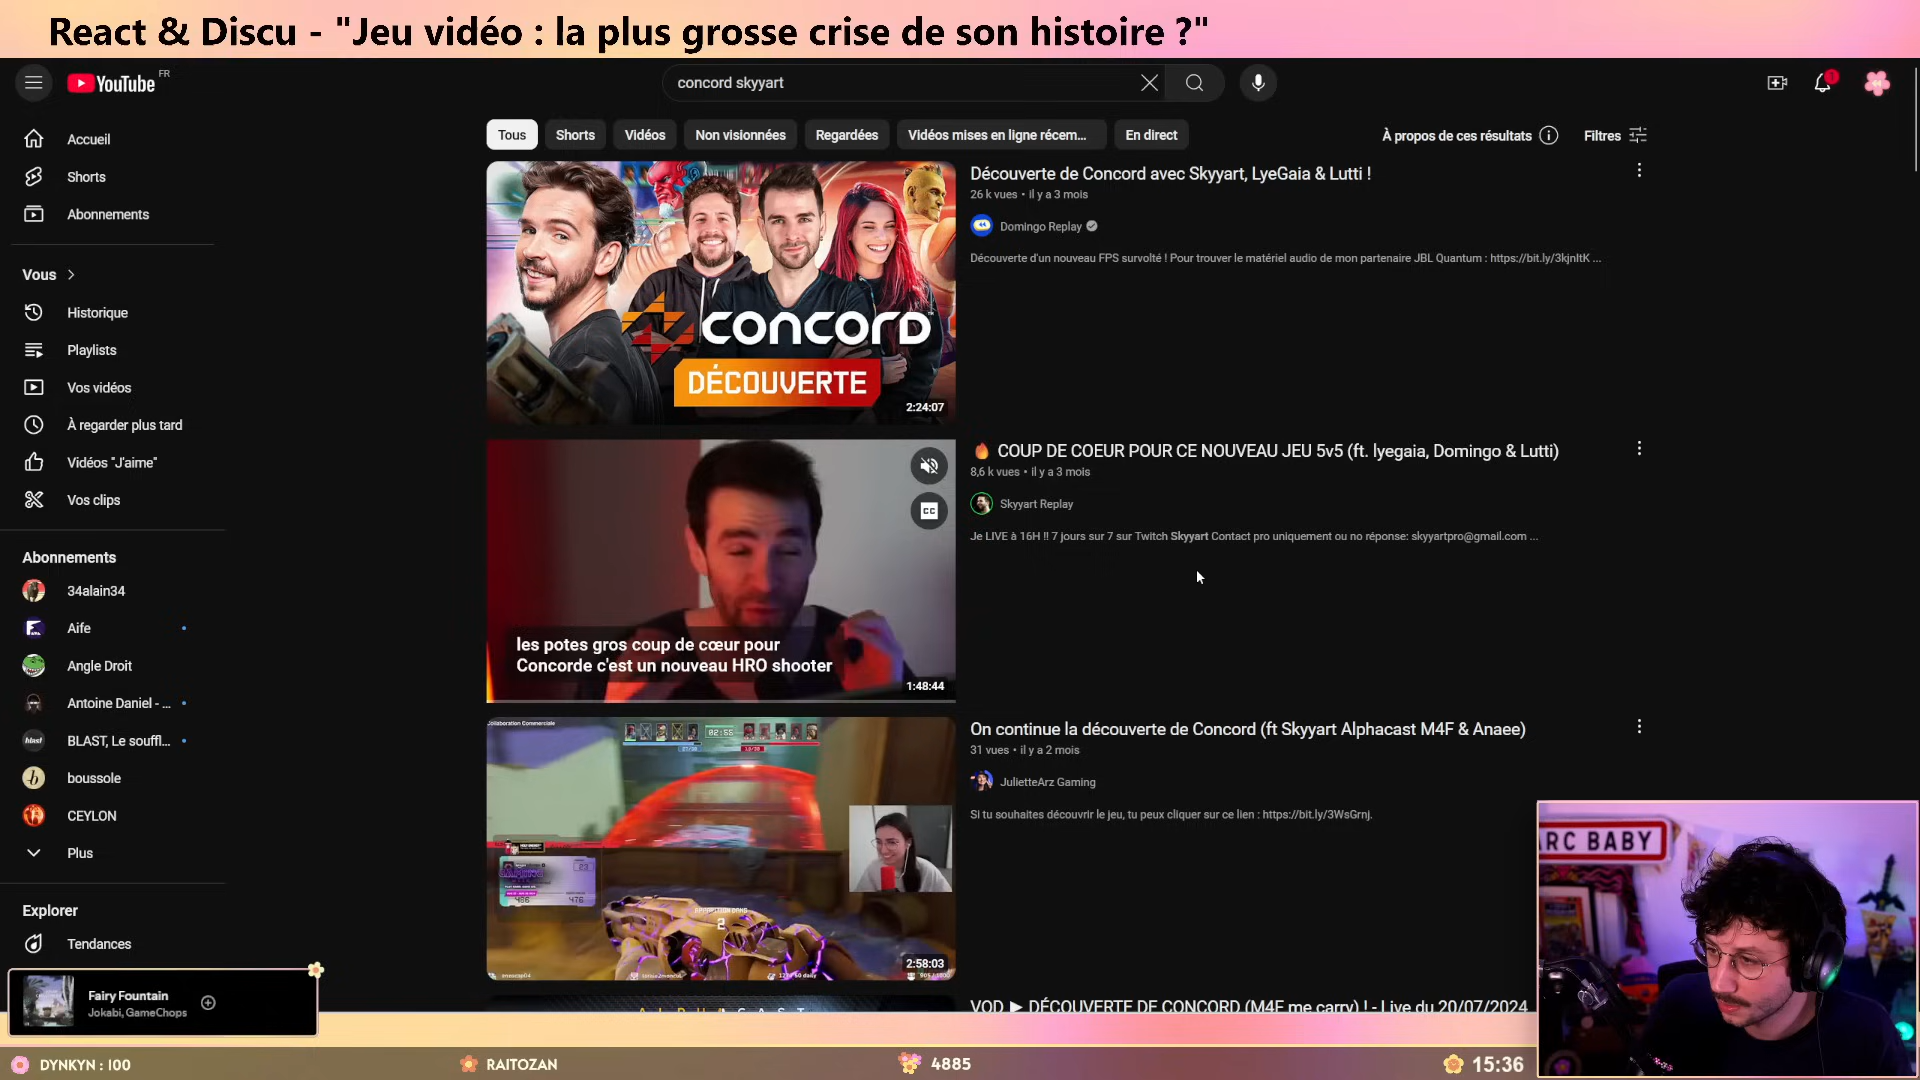 React & Discu - "Jeu vidéo : la plus grosse crise de son histoire ?"
YouTube FR
concord skyyart
1
Tous
Shorts
Vidéos
Non visionnées
Regardées
Vidéos mises en ligne récem...
En direct
À propos de ces résultats
Filtres
Accueil
Shorts
Abonnements
Vous
Historique
Playlists
Vos vidéos
À regarder plus tard
Vidéos "J'aime"
Vos clips
Abonnements
34alain34
Aife
Angle Droit
Antoine Daniel - ...
BLAST, Le souffl...
boussole
CEYLON
Plus
Explorer
Tendances
CONCORD
DÉCOUVERTE
2:24:07
Découverte de Concord avec Skyyart, LyeGaia & Lutti !
26 k vues • il y a 3 mois
Domingo Replay
Découverte d'un nouveau FPS survolté ! Pour trouver le matériel audio de mon partenaire JBL Quantum : https://bit.ly/3kjnItK ...
CC
les potes gros coup de cœur pour
Concorde c'est un nouveau HRO shooter
1:48:44
🔥 COUP DE COEUR POUR CE NOUVEAU JEU 5v5 (ft. lyegaia, Domingo & Lutti)
8,6 k vues • il y a 3 mois
Skyyart Replay
Je LIVE à 16H !! 7 jours sur 7 sur Twitch Skyyart Contact pro uniquement ou no réponse: skyyartpro@gmail.com ...
Collaboration Commerciale
02:55
2
2:58:03
On continue la découverte de Concord (ft Skyyart Alphacast M4F & Anaee)
31 vues • il y a 2 mois
JulietteArz Gaming
Si tu souhaites découvrir le jeu, tu peux cliquer sur ce lien : https://bit.ly/3WsGrnj.
VOD ► DÉCOUVERTE DE CONCORD (M4F me carry) ! - Live du 20/07/2024
ARC BABY
Fairy Fountain
Jokabi, GameChops
DYNKYN : 100
RAITOZAN
4885
15:36